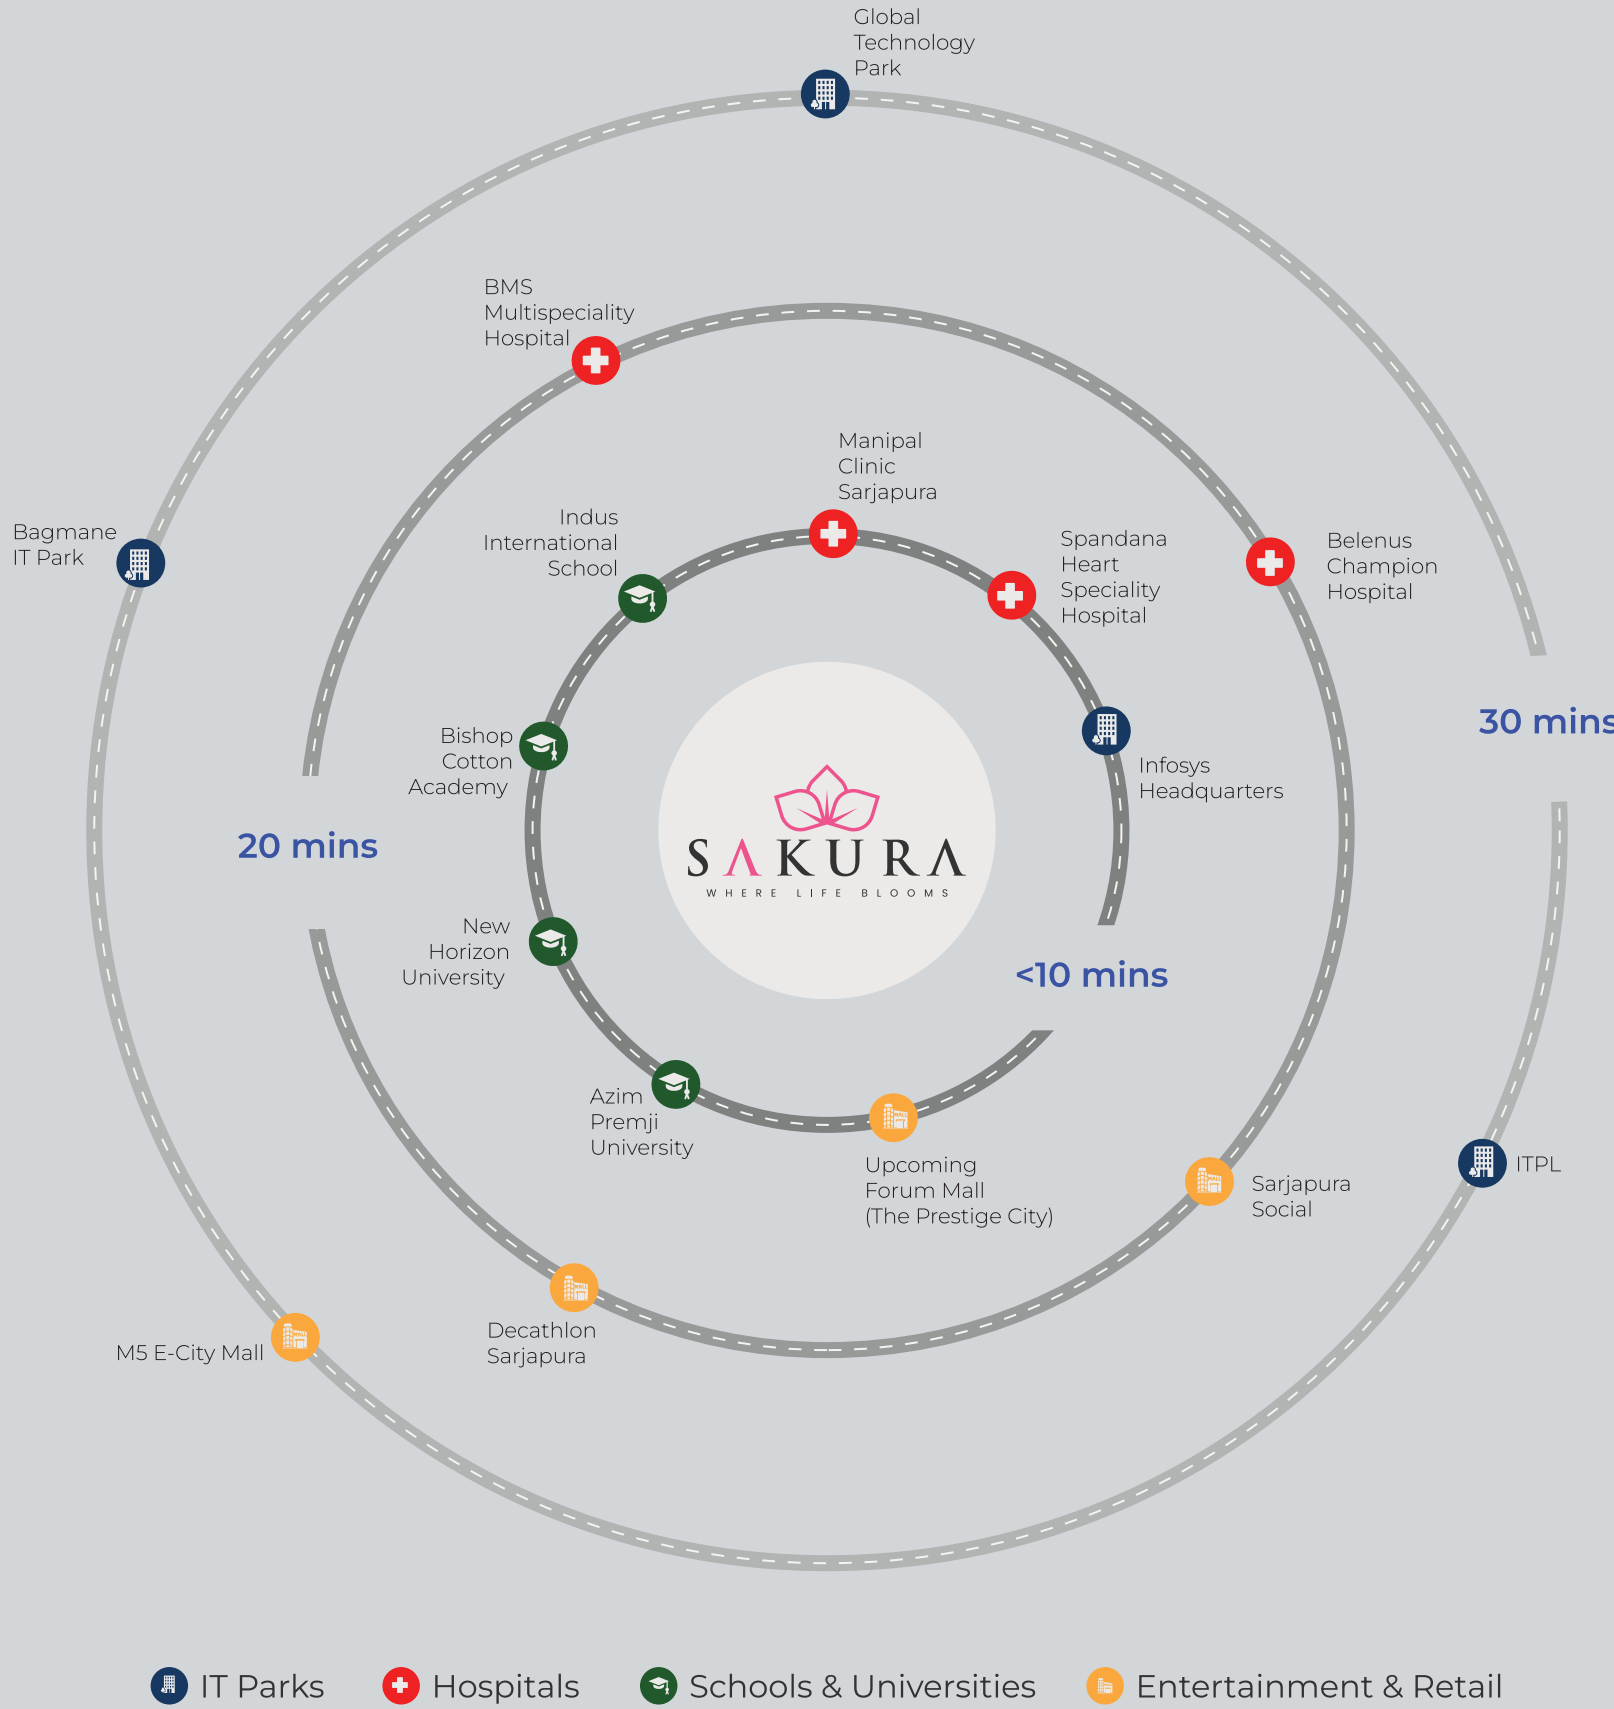 Global
Technology
Park
BMS
Multispeciality
Hospital
Manipal
Clinic
Sarjapura
Indus
International
School
Bagmane
IT Park
Spandana
Heart
Speciality
Hospital
Belenus
Champion
Hospital
30 mins
Bishop
Cotton
Academy
Infosys
Headquarters
20 mins
SAKURA
WHERE LIFE BLOOMS
New
Horizon
University
<10 mins
Azim
Premji
University
Upcoming
Forum Mall
(The Prestige City)
Sarjapura
Social
ITPL
Decathlon
Sarjapura
M5 E-City Mall
IT Parks
Hospitals
Schools & Universities
Entertainment & Retail